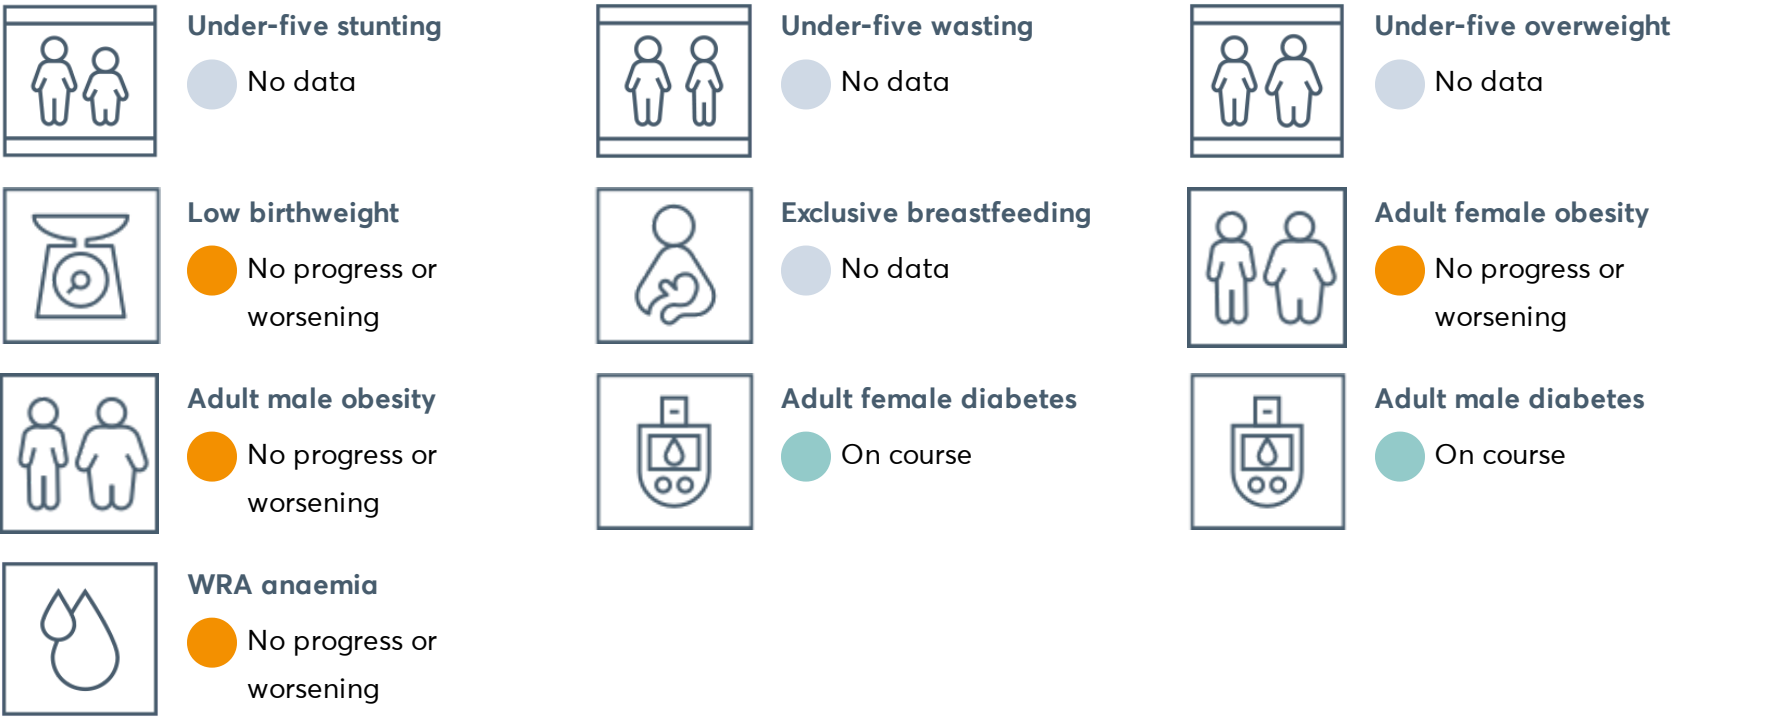 Under-five stunting
No data
Under-five wasting
No data
Under-five overweight
No data
Low birthweight
No progress or
worsening
Exclusive breastfeeding
No data
Adult female obesity
No progress or
worsening
Adult male obesity
No progress or
worsening
Adult female diabetes
On course
Adult male diabetes
On course
WRA anaemia
No progress or
worsening